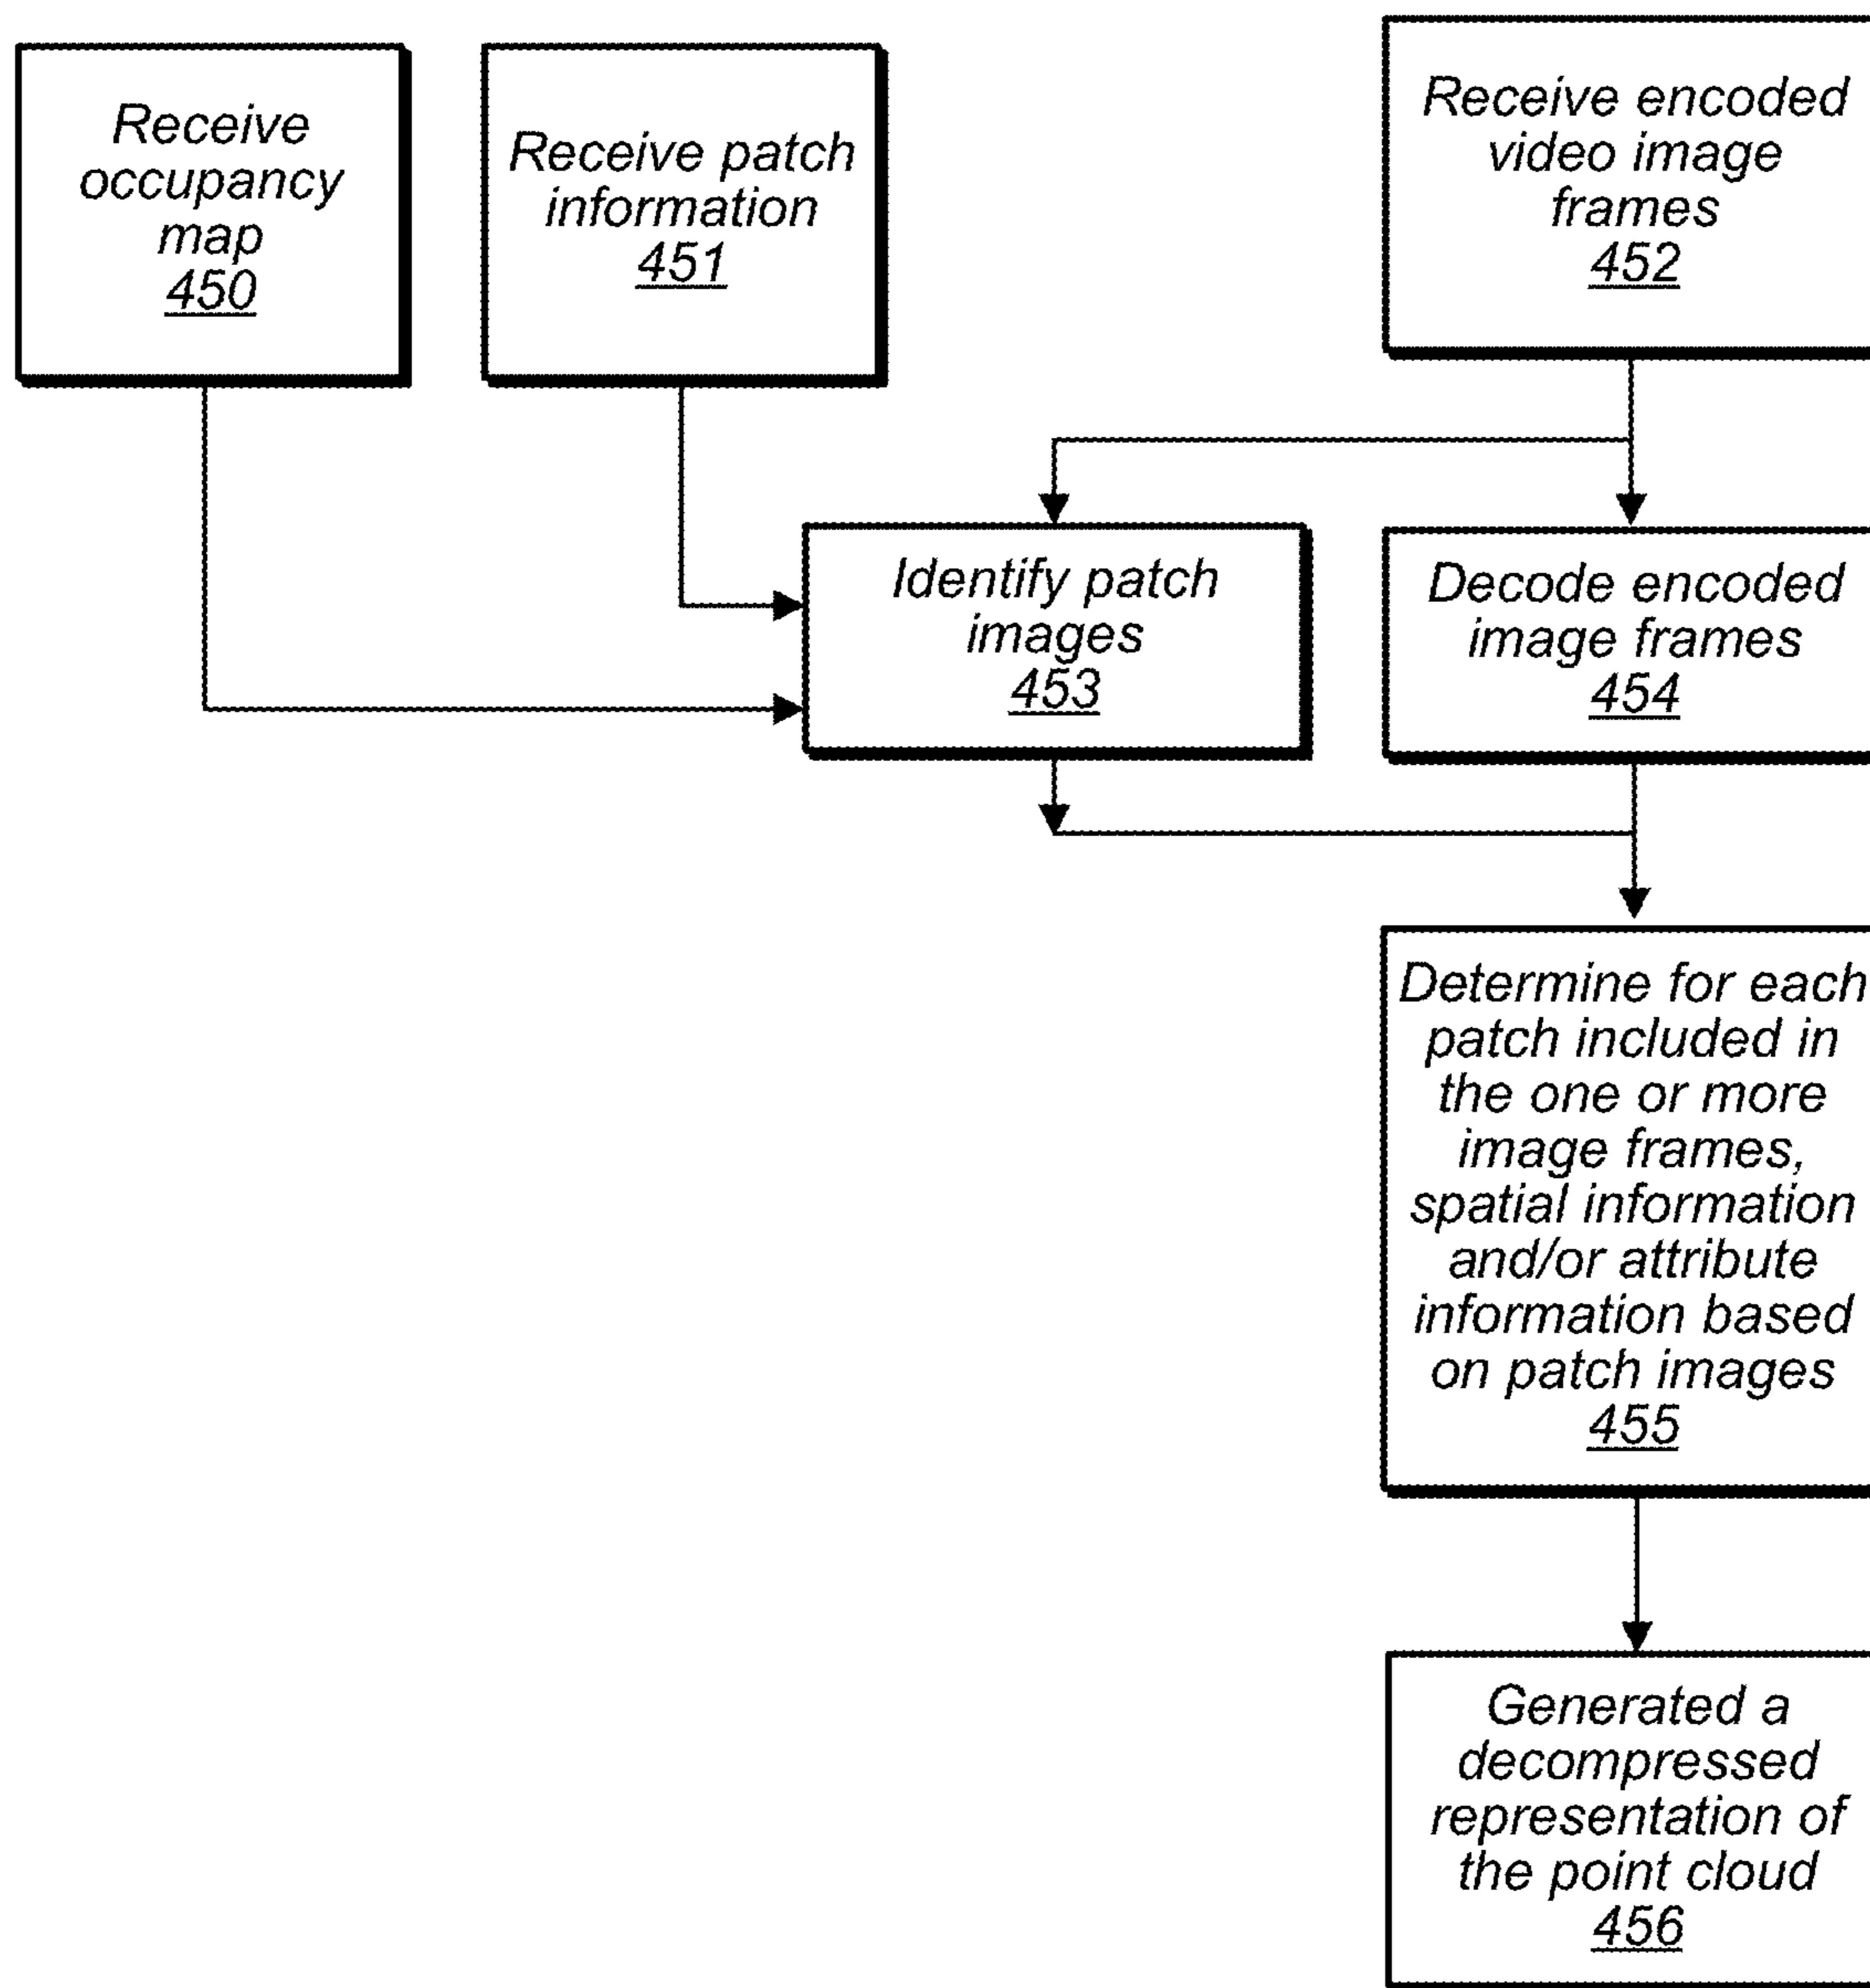 Receive
occupancy
map
450
Receive patch
information
451
Receive encoded
video image
frames
452
Identify patch
images
453
Decode encoded
image frames
454
Determine for each
patch included in
the one or more
image frames,
spatial information
and/or attribute
information based
on patch images
455
Generated a
decompressed
representation of
the point cloud
456